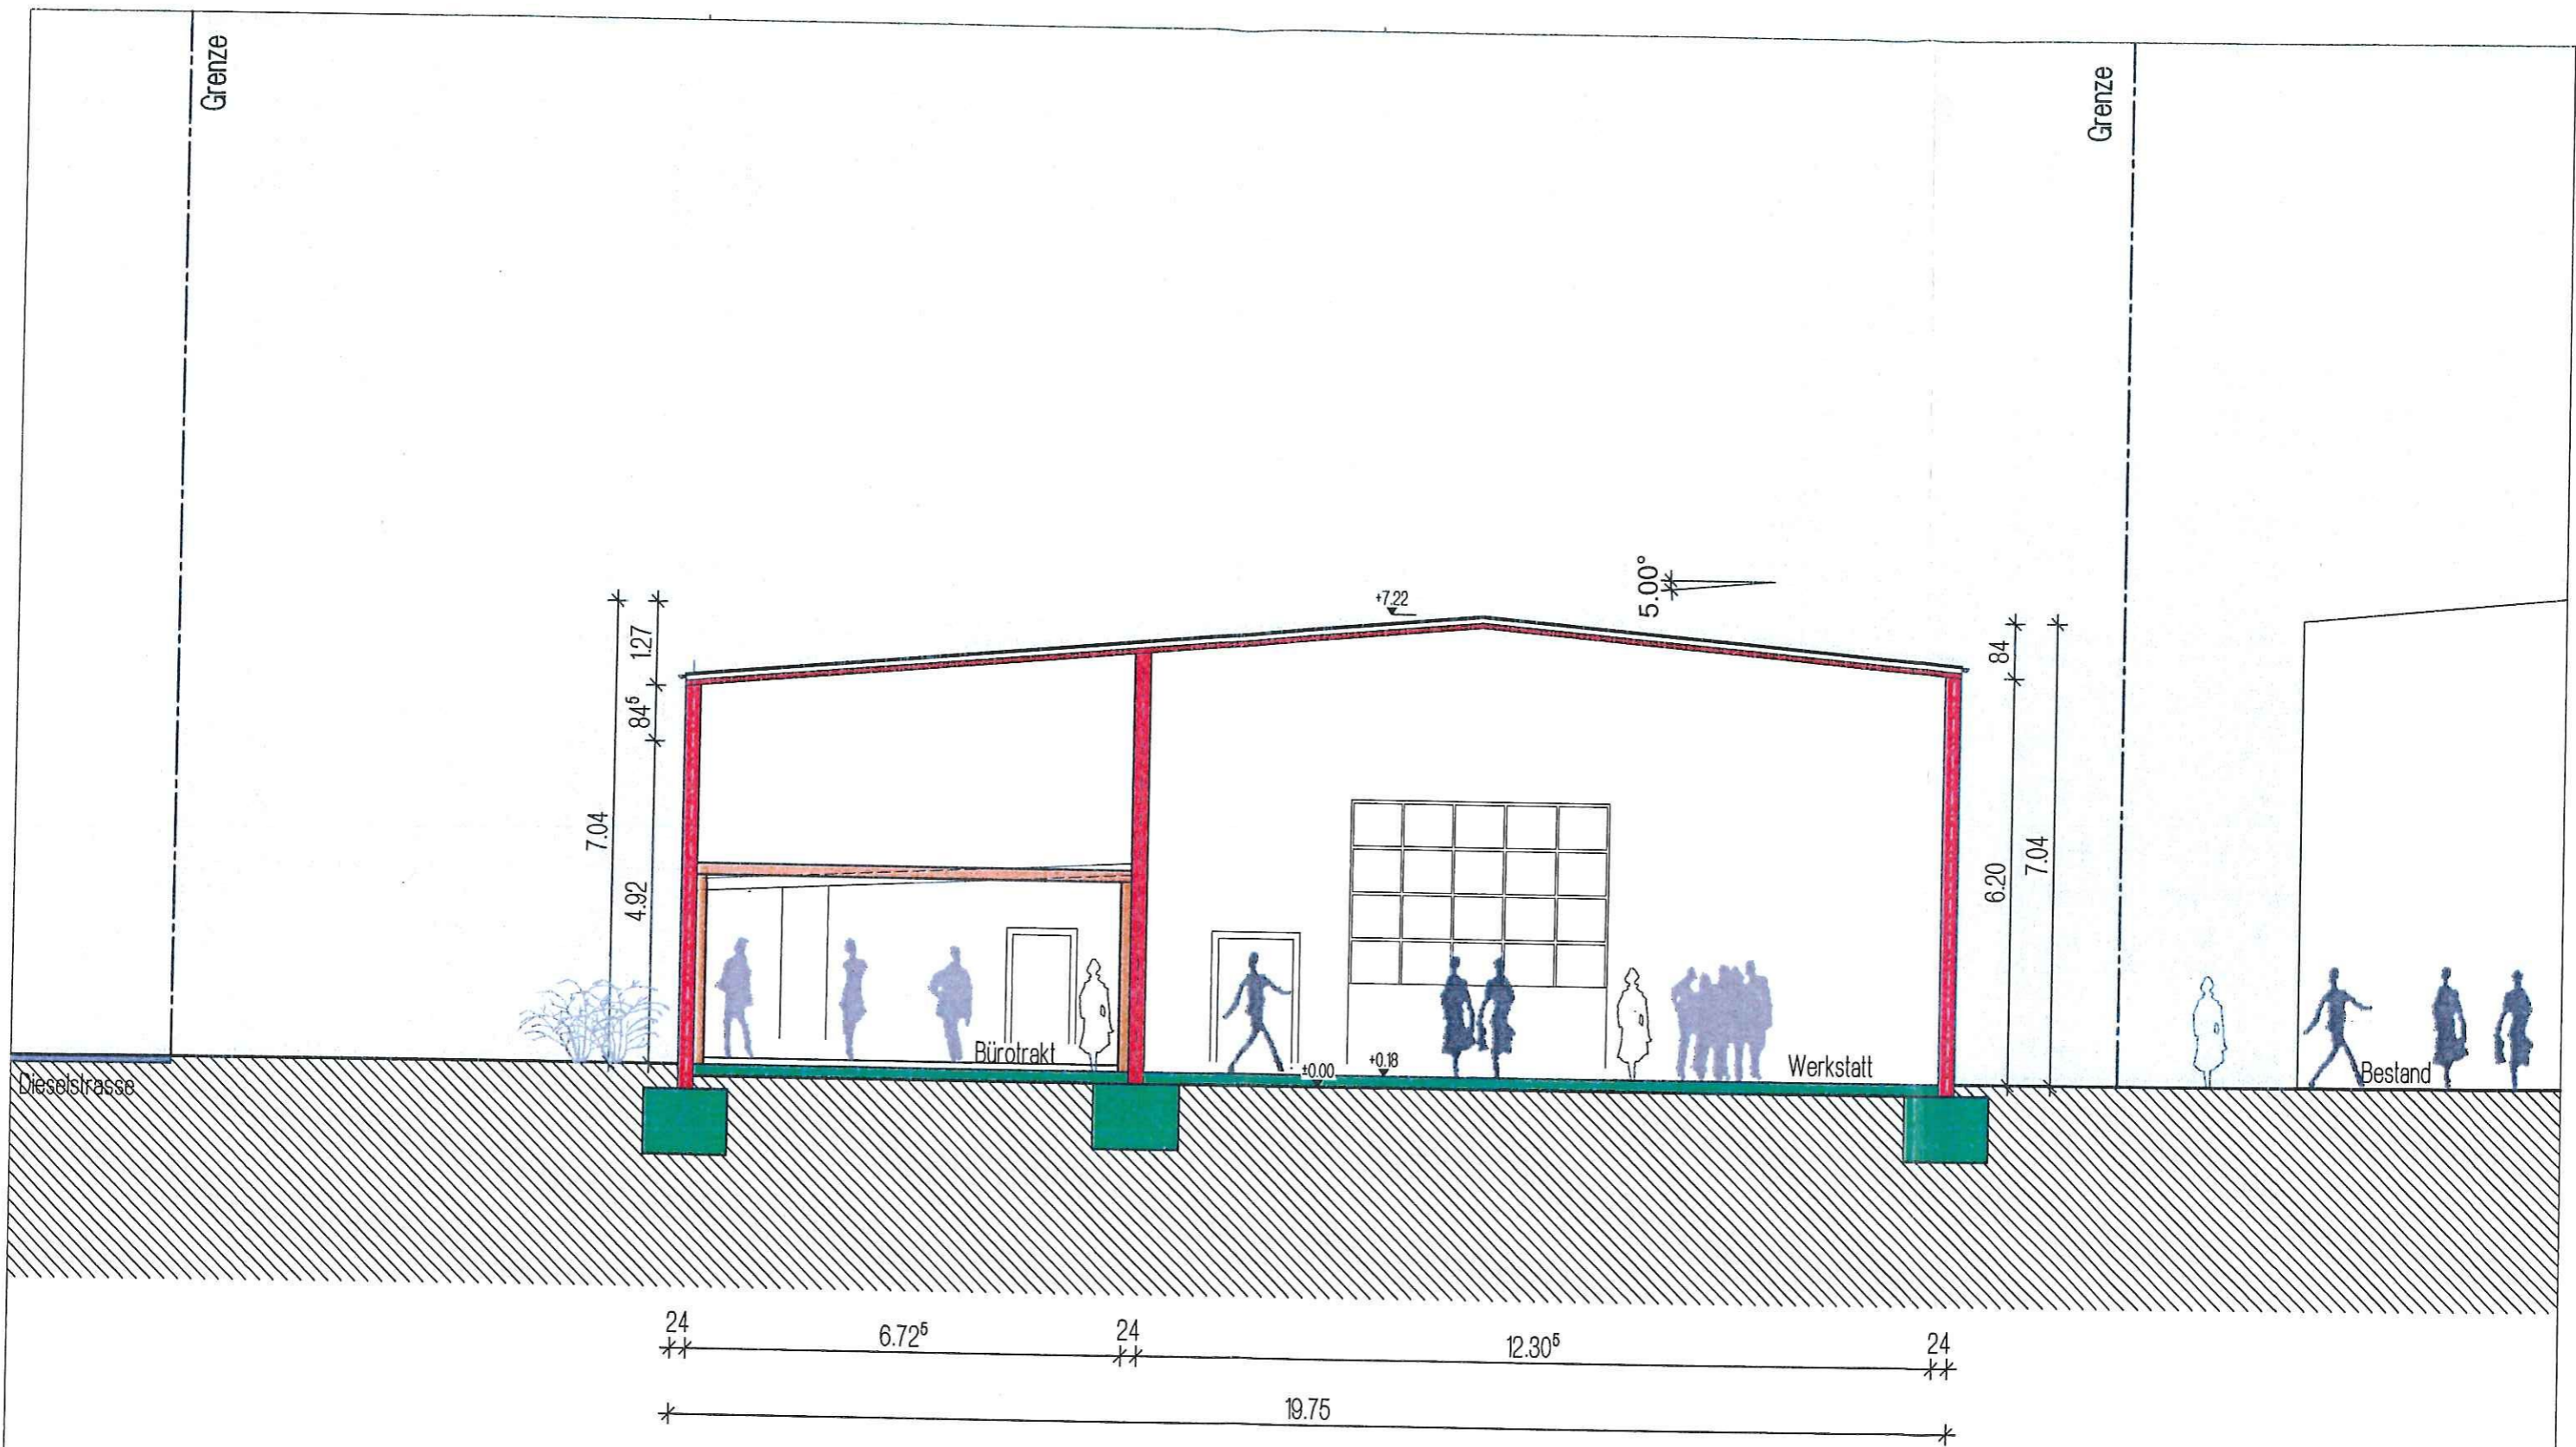 Grenze
Grenze
5.00°
+7.22
1.27
84
84⁵
7.04
4.92
6.20
7.04
Bürotrakt
±0.00
+0.18
Werkstatt
Dieselstrasse
Bestand
24
6.72⁵
24
12.30⁵
24
19.75